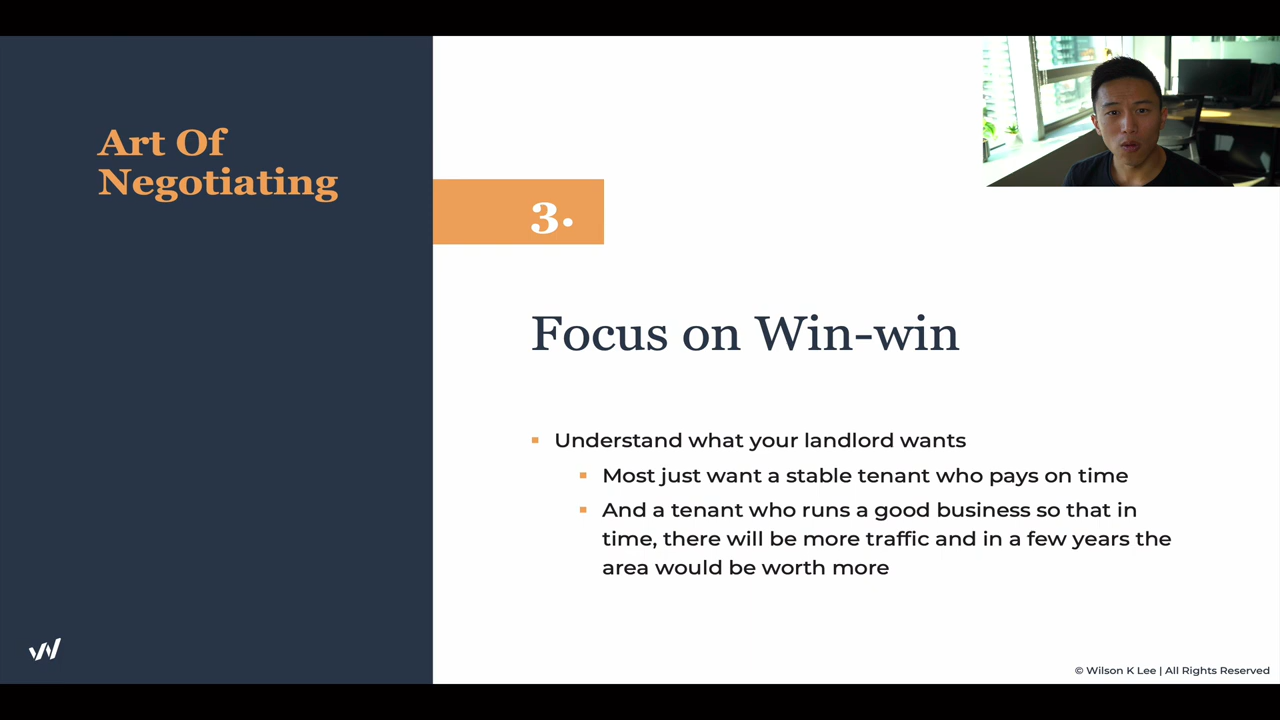 Art Of
Negotiating
3.
Focus on Win-win
Understand what your landlord wants
Most just want a stable tenant who pays on time
And a tenant who runs a good business so that in
time, there will be more traffic and in a few years the
area would be worth more
© Wilson K Lee | All Rights Reserved